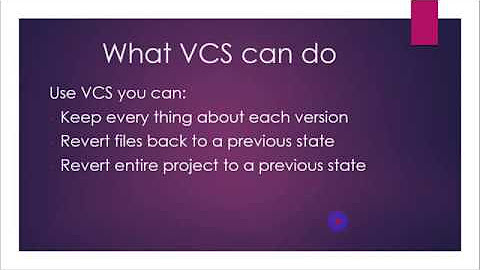 What VCS can do
Use VCS you can:
Keep every thing about each version
Revert files back to a previous state
Revert entire project to a previous state